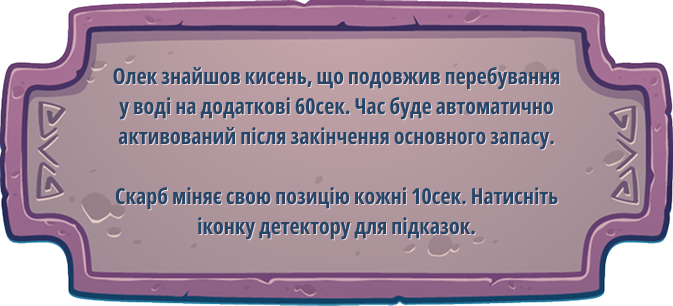 Олек знайшов кисень, що подовжив перебування
у воді на додаткові 60сек. Час буде автоматично
активований після закінчення основного запасу.
Скарб міняє свою позицію кожні 10сек. Натисніть
іконку детектору для підказок.